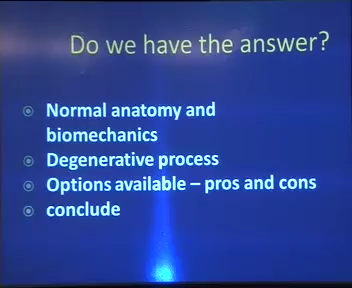 Do we have the answer?
Normal anatomy and
biomechanics
Degenerative process
Options available – pros and cons
conclude